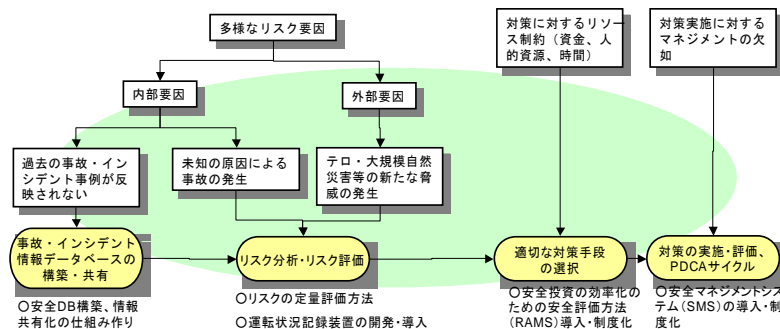 多様なリスク要因
対策に対するリソー
ス制約（資金、人
的資源、時間）
対策実施に対する
マネジメントの欠
如
内部要因
外部要因
過去の事故・イン
シデント事例が反
映されない
未知の原因による
事故の発生
テロ・大規模自然
災害等の新たな脅
威の発生
事故・インシデント
情報データベースの
構築・共有
リスク分析・リスク評価
適切な対策手段
の選択
対策の実施・評価、
PDCAサイクル
○安全DB構築、情報
共有化の仕組み作り
○リスクの定量評価方法
○運転状況記録装置の開発・導入
○安全投資の効率化の
ための安全評価方法
（RAMS）導入・制度化
○安全マネジメントシス
テム（SMS）の導入・制
度化